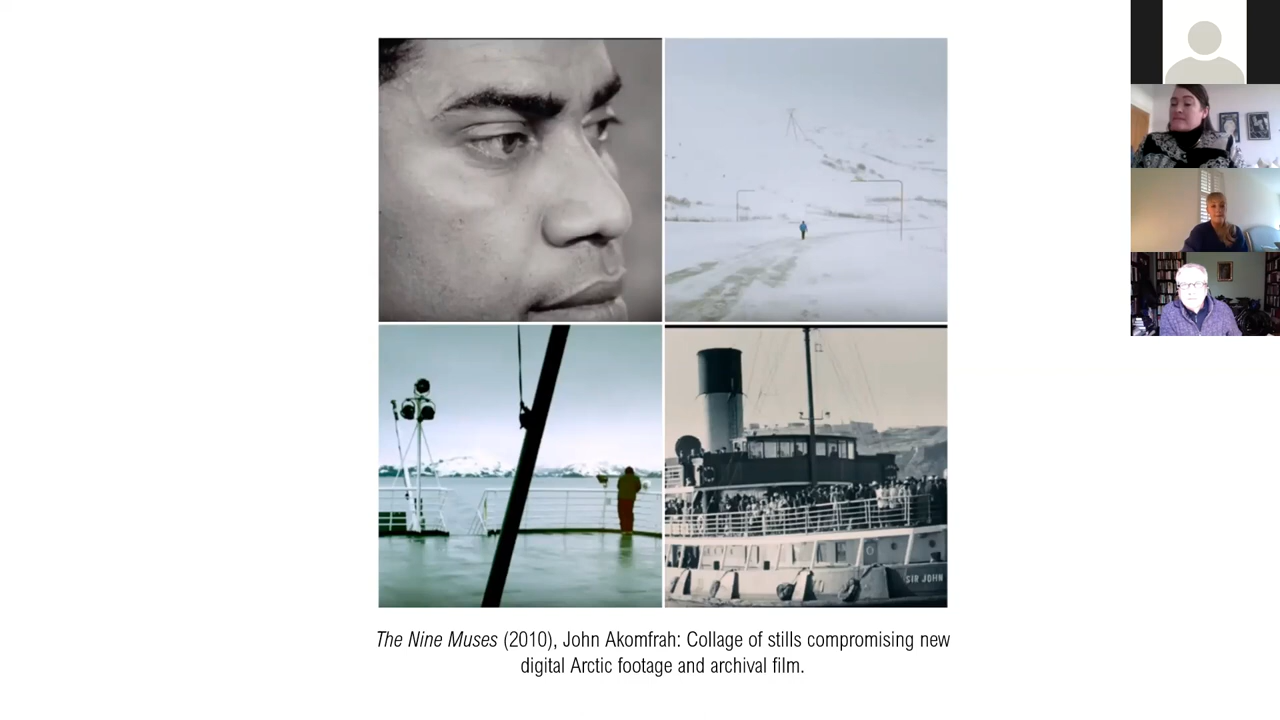 SIR JOHN
The Nine Muses (2010), John Akomfrah: Collage of stills compromising new
digital Arctic footage and archival film.